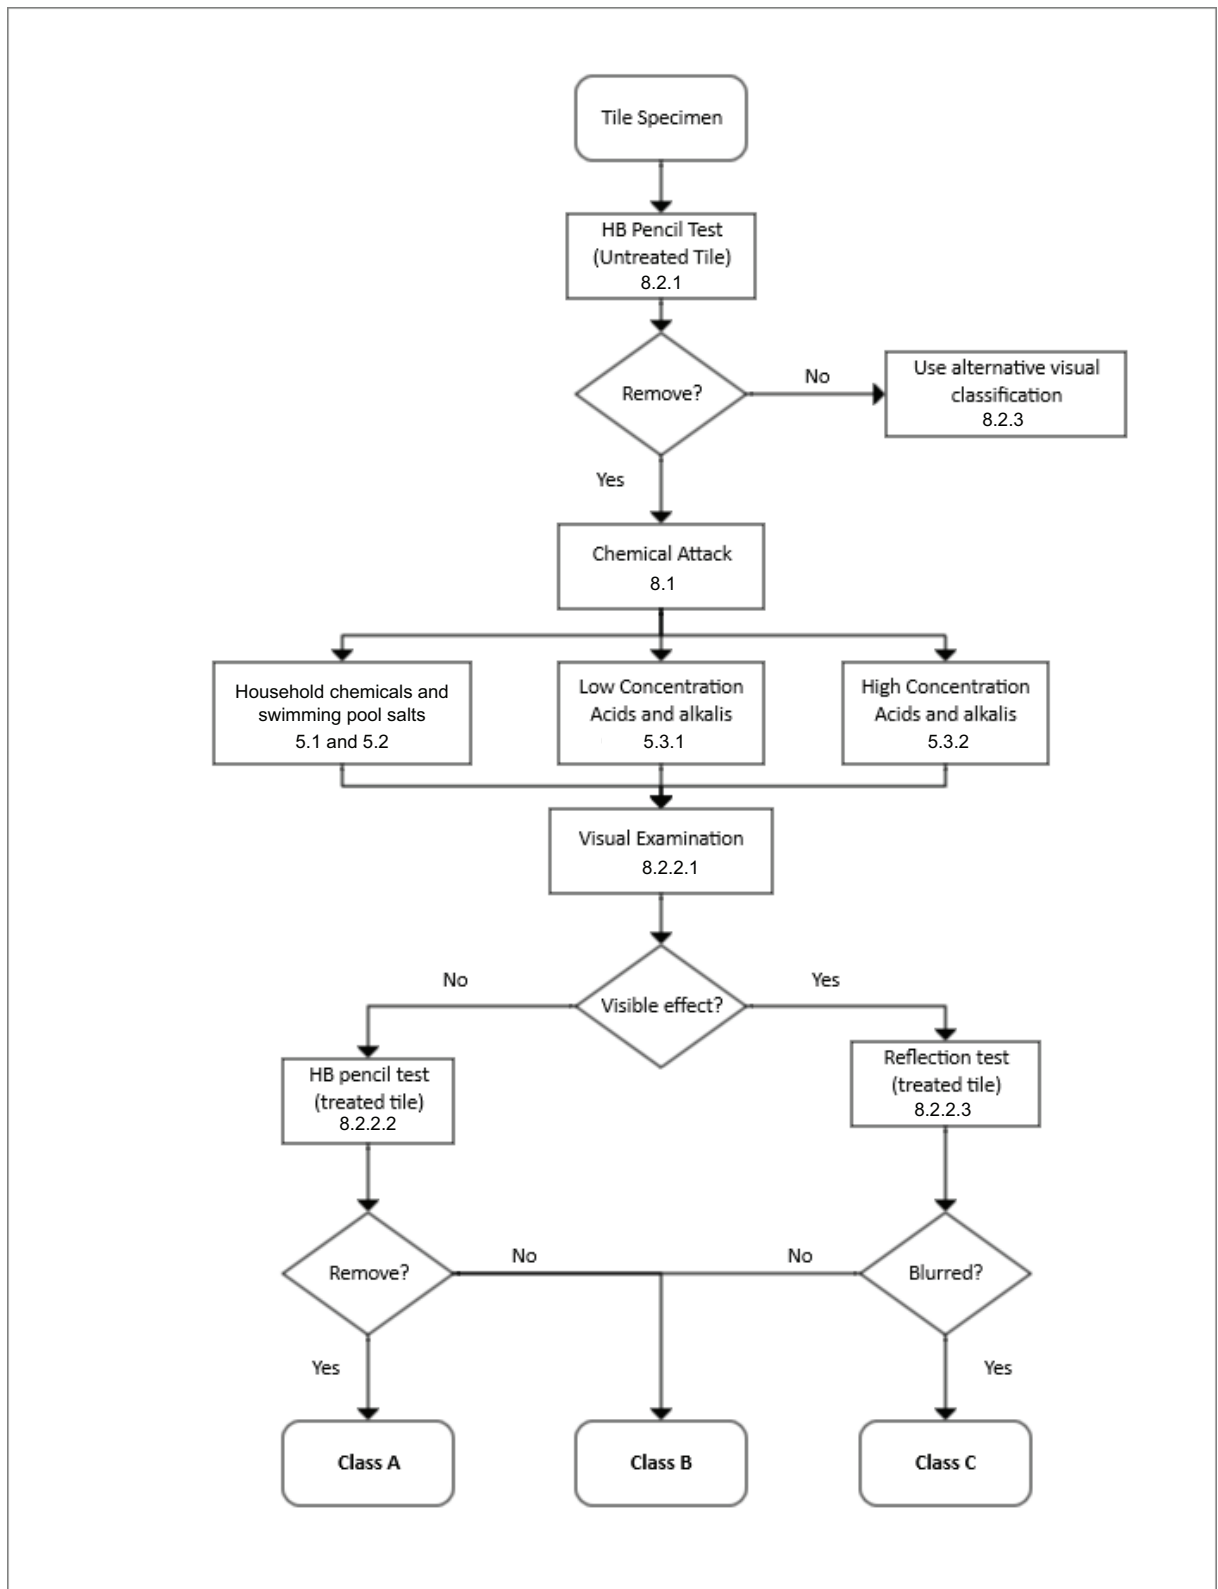 Tile Specimen
HB Pencil Test
(Untreated Tile)
8.2.1
Remove?
No
Use alternative visual
classification
8.2.3
Yes
Chemical Attack
8.1
Household chemicals and
swimming pool salts
5.1 and 5.2
Low Concentration
Acids and alkalis
5.3.1
High Concentration
Acids and alkalis
5.3.2
Visual Examination
8.2.2.1
Visible effect?
No
Yes
HB pencil test
(treated tile)
8.2.2.2
Reflection test
(treated tile)
8.2.2.3
Remove?
No
No
Blurred?
Yes
Yes
Class A
Class B
Class C